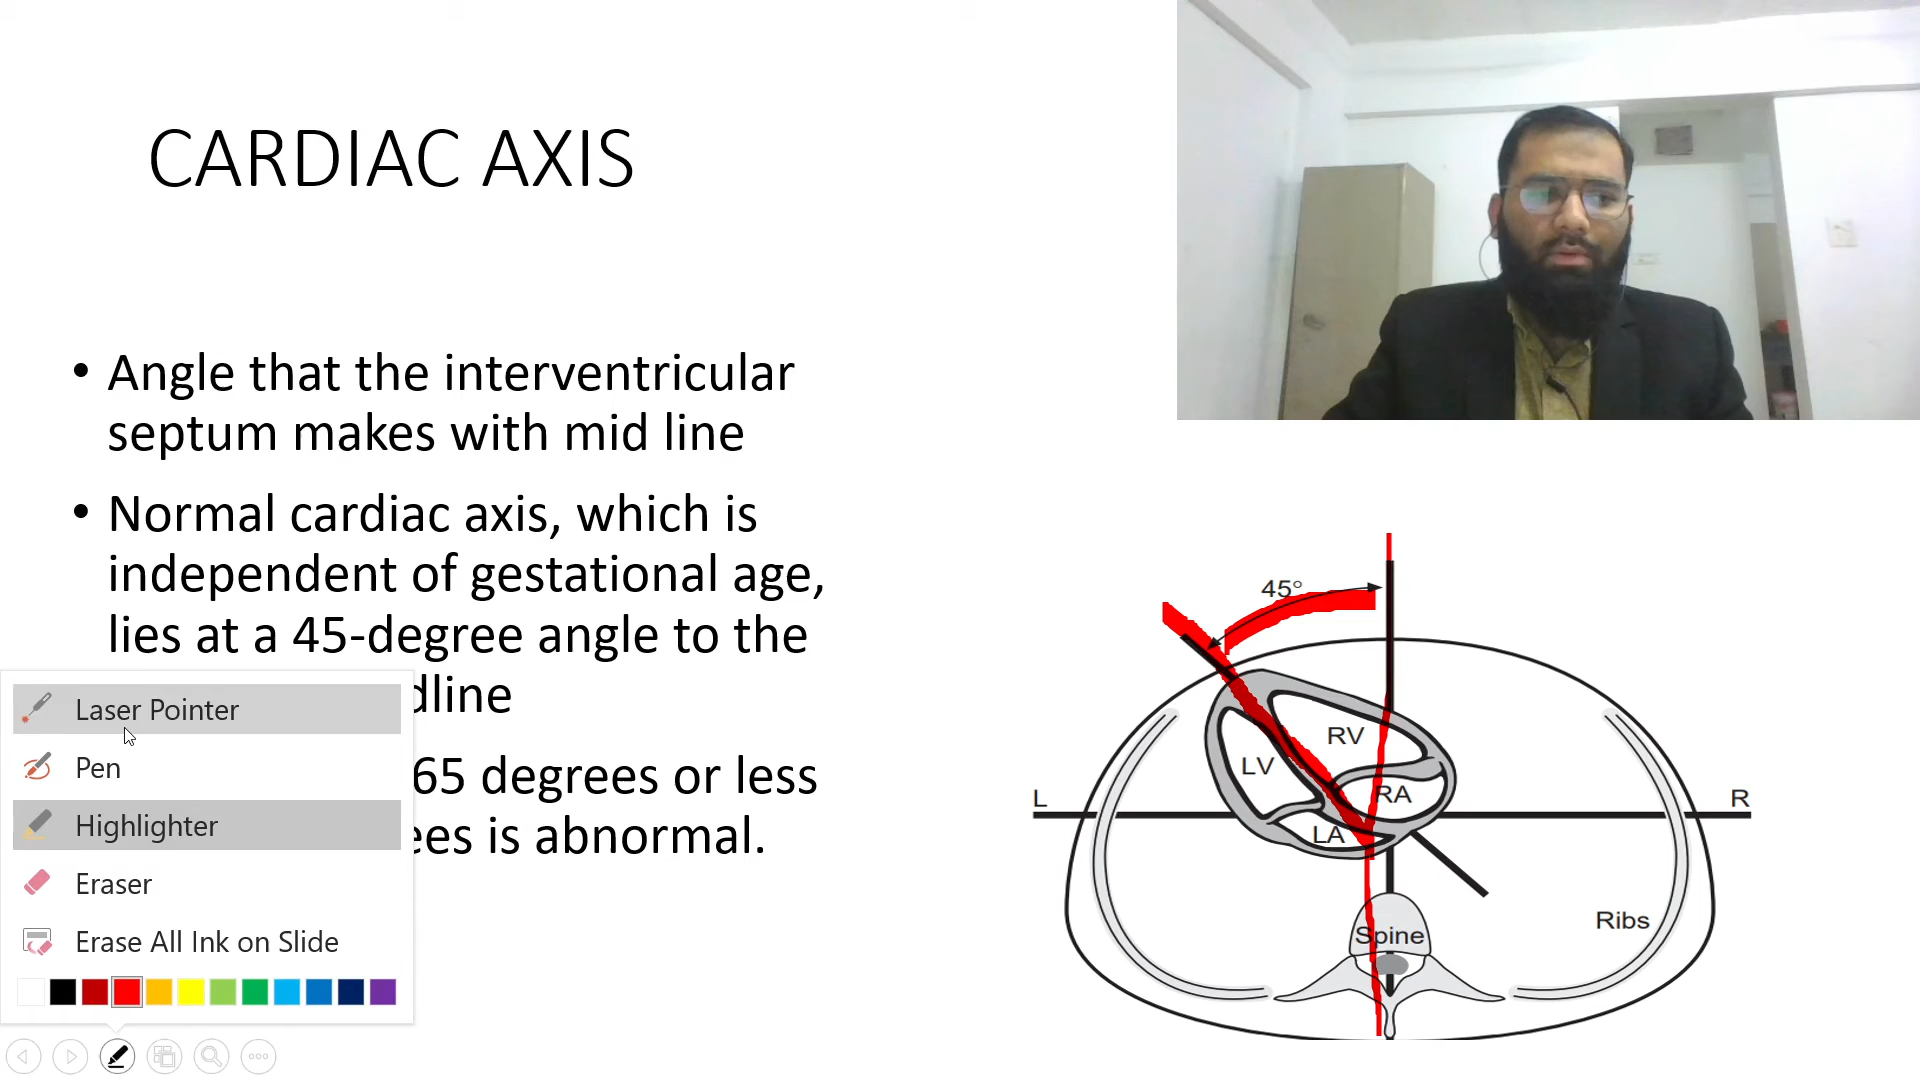 CARDIAC AXIS
• Angle that the interventricular
septum makes with mid line
• Normal cardiac axis, which is
independent of gestational age,
lies at a 45-degree angle to the
dline
65 degrees or less
ees is abnormal.
Laser Pointer
Pen
Highlighter
Eraser
Erase All Ink on Slide
45°
RV
LV
RA
L
R
LA
Ribs
Spine